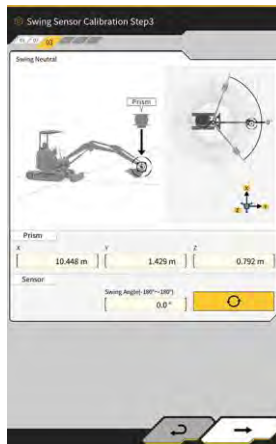 Swing Sensor Calibration Step3
Swing Neutral
Prism
0°
Prism
X
Y
Z
[ 10.448 m ]
[ 1.429 m ]
[ 0.792 m ]
Sensor
Swing Angle(-180°～180°)
[ 0.0 ° ]